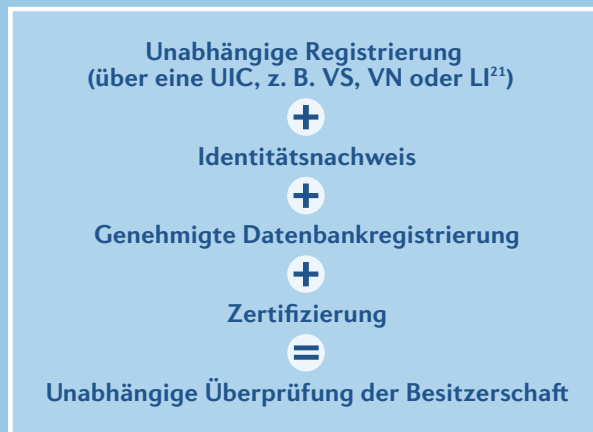 Unabhängige Registrierung
(über eine UIC, z. B. VS, VN oder LI²¹)
+
Identitätsnachweis
+
Genehmigte Datenbankregistrierung
+
Zertifizierung
=
Unabhängige Überprüfung der Besitzerschaft